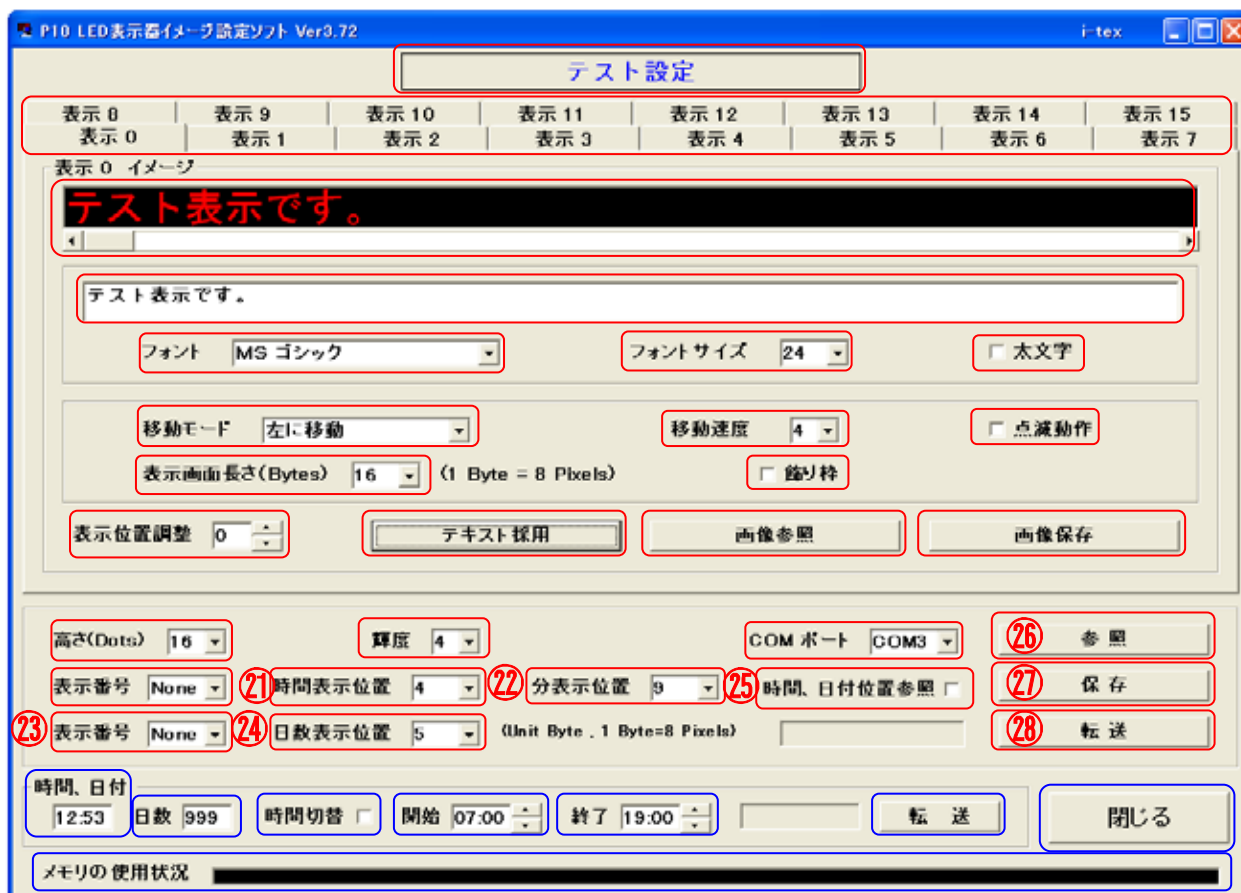 P10 LED表示器イメージ設定ソフト Ver3.72 i-tex
テスト設定
表示 8 表示 9 表示 10 表示 11 表示 12 表示 13 表示 14 表示 15
表示 0 表示 1 表示 2 表示 3 表示 4 表示 5 表示 6 表示 7
表示 0 イメージ
テスト表示です。
テスト表示です。
フォント MS ゴシック フォントサイズ 24 太文字
移動モード 左に移動 移動速度 4 点滅動作
表示画面長さ(Bytes) 16 (1 Byte = 8 Pixels) 飾り枠
表示位置調整 0 テキスト採用 画像参照 画像保存
高さ(Dots) 16 輝度 4 COM ポート COM3 ㉖ 参 照
表示番号 None ㉑ 時間表示位置 4 ㉒ 分表示位置 9 ㉕ 時間、日付位置参照 ㉗ 保 存
㉓ 表示番号 None ㉔ 日数表示位置 5 (Unit Byte . 1 Byte=8 Pixels) ㉘ 転 送
時間、日付
12:53 日数 999 時間切替 開始 07:00 終了 19:00 転 送 閉じる
メモリの使用状況